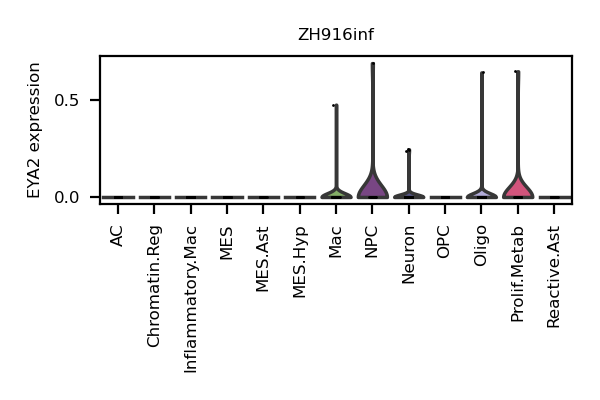 ZH916inf
EYA2 expression
0.5
0.0
AC
Chromatin.Reg
Inflammatory.Mac
MES
MES.Ast
MES.Hyp
Mac
NPC
Neuron
OPC
Oligo
Prolif.Metab
Reactive.Ast